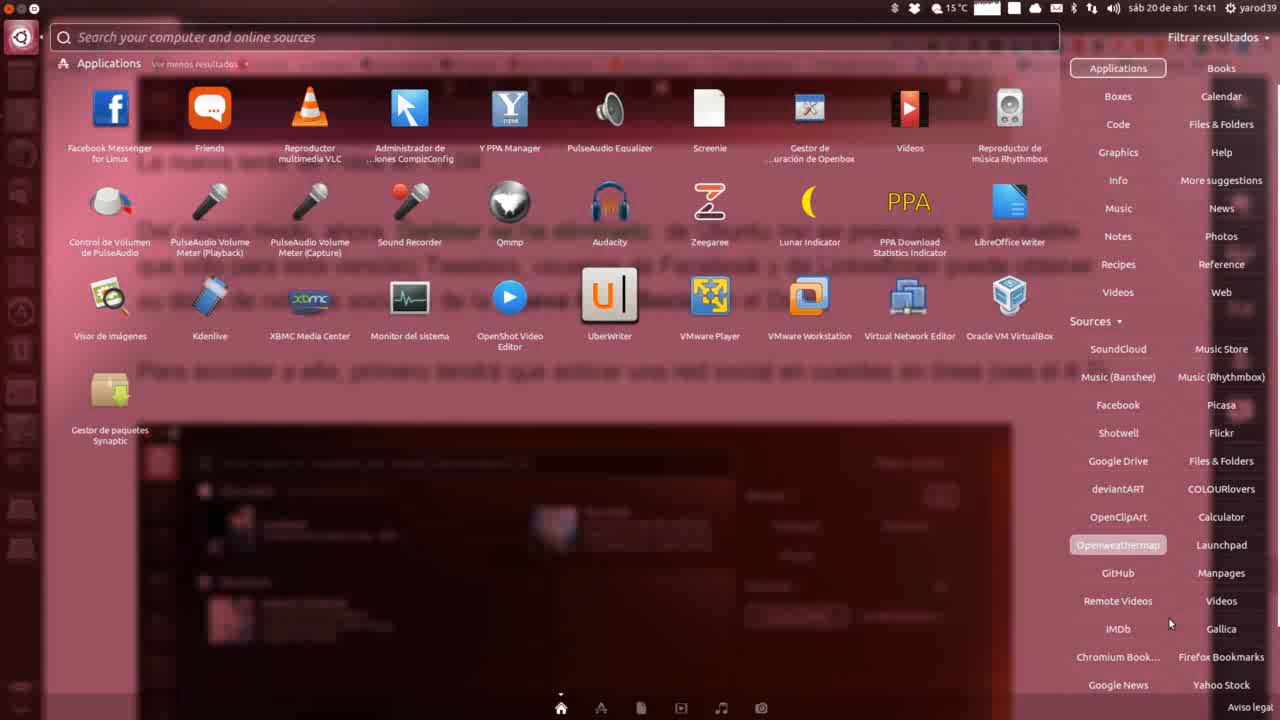 15 °C
sáb 20 de abr 14:41 yarod39
Search your computer and online sources
Filtrar resultados
Applications Ver menos resultados
Facebook Messenger
for Linux
Friends
Reproductor
multimedia VLC
Administrador de
...iones CompizConfig
Y PPA Manager
PulseAudio Equalizer
Screenie
Gestor de
...uración de Openbox
Videos
Reproductor de
música Rhythmbox
Control de volumen
de PulseAudio
PulseAudio Volume
Meter (Playback)
PulseAudio Volume
Meter (Capture)
Sound Recorder
Qmmp
Audacity
Zeegaree
Lunar Indicator
PPA
PPA Download
Statistics Indicator
LibreOffice Writer
Visor de imágenes
Kdenlive
xbmc
XBMC Media Center
Monitor del sistema
OpenShot Video
Editor
UberWriter
VMware Player
VMware Workstation
Virtual Network Editor
Oracle VM VirtualBox
Gestor de paquetes
Synaptic
Applications Books
Boxes Calendar
Code Files & Folders
Graphics Help
Info More suggestions
Music News
Notes Photos
Recipes Reference
Videos Web
Sources
SoundCloud Music Store
Music (Banshee) Music (Rhythmbox)
Facebook Picasa
Shotwell Flickr
Google Drive Files & Folders
deviantART COLOURlovers
OpenClipArt Calculator
Openweathermap Launchpad
GitHub Manpages
Remote Videos Videos
IMDb Gallica
Chromium Book... Firefox Bookmarks
Google News Yahoo Stock
Aviso legal